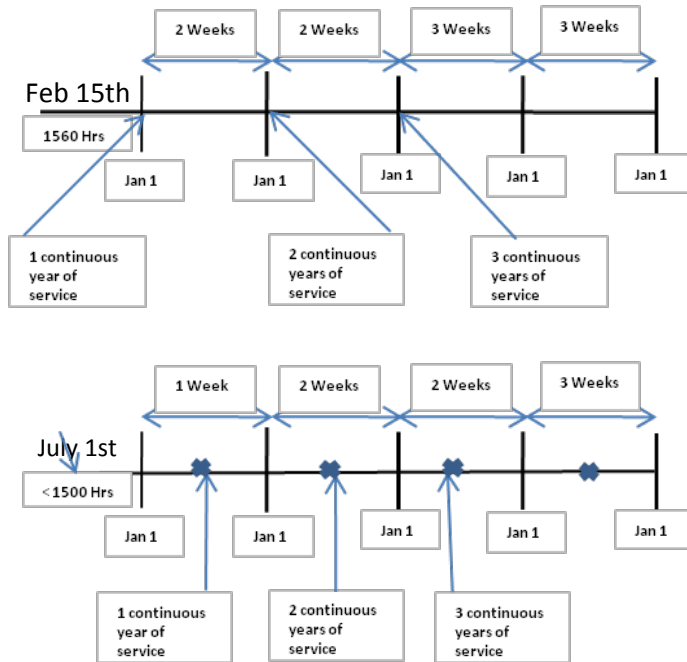 2 Weeks
2 Weeks
3 Weeks
3 Weeks
Feb 15th
1560 Hrs
Jan 1
Jan 1
Jan 1
Jan 1
Jan 1
1 continuous
year of
service
2 continuous
years of
service
3 continuous
years of
service
1 Week
2 Weeks
2 Weeks
3 Weeks
July 1st
<1500 Hrs
Jan 1
Jan 1
Jan 1
Jan 1
Jan 1
1 continuous
year of
service
2 continuous
years of
service
3 continuous
years of
service